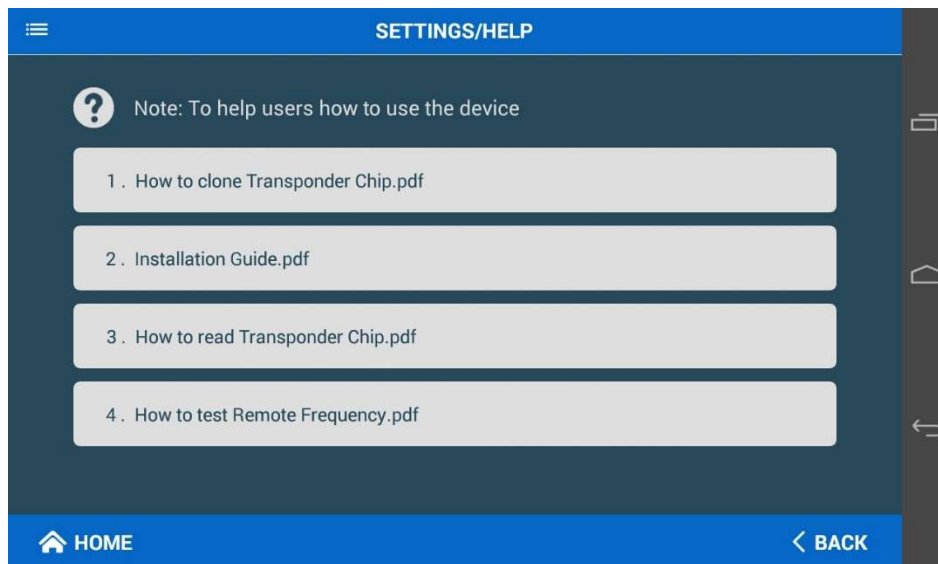 SETTINGS/HELP
Note: To help users how to use the device
1 . How to clone Transponder Chip.pdf
2 . Installation Guide.pdf
3 . How to read Transponder Chip.pdf
4 . How to test Remote Frequency.pdf
HOME
BACK